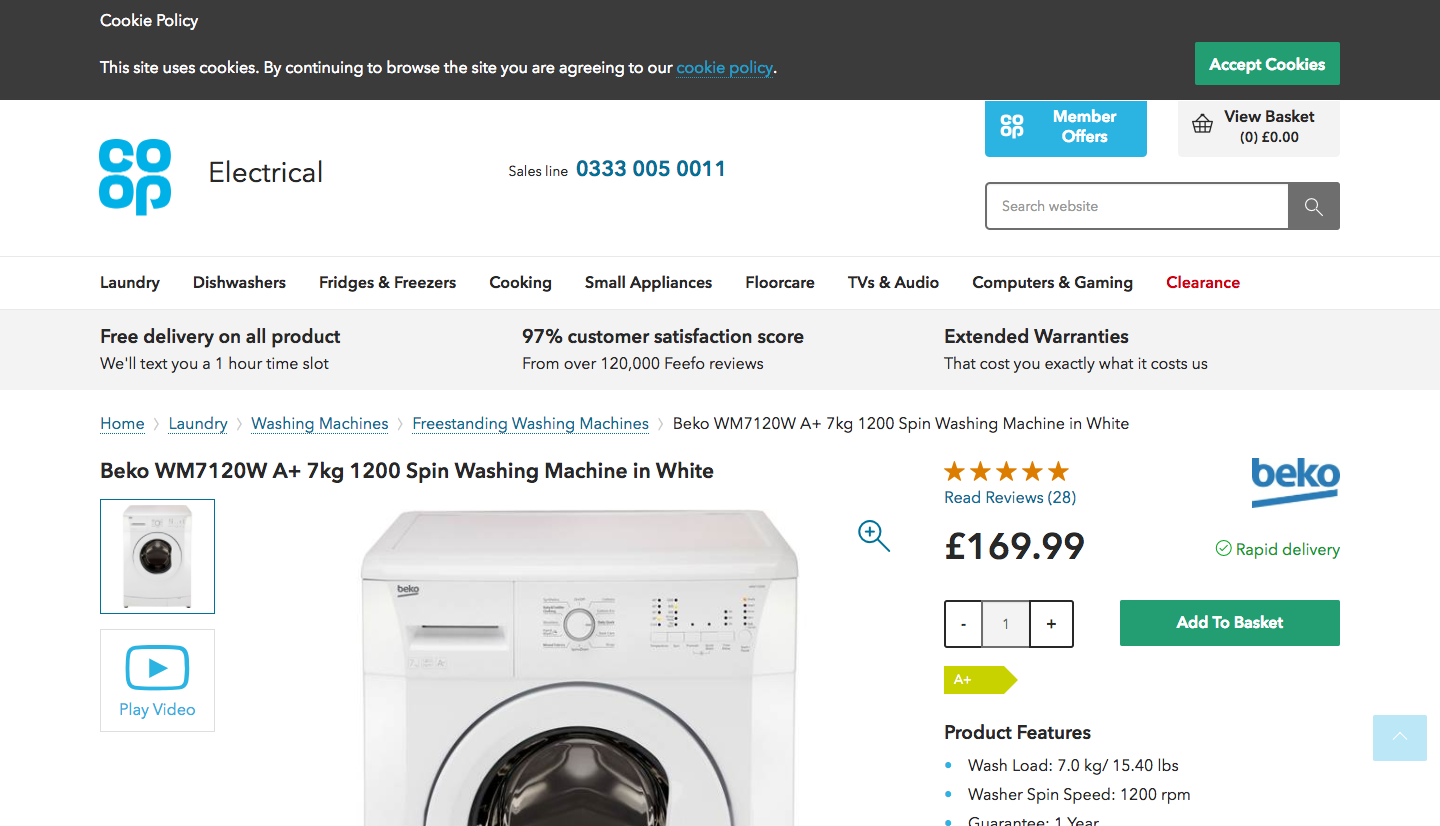 Cookie Policy
This site uses cookies. By continuing to browse the site you are agreeing to our cookie policy.
Accept Cookies
co
op
Member
Offers
View Basket
(0) £0.00
co
op
Electrical
Sales line 0333 005 0011
Search website
Laundry Dishwashers Fridges & Freezers Cooking Small Appliances Floorcare TVs & Audio Computers & Gaming Clearance
Free delivery on all product
We'll text you a 1 hour time slot
97% customer satisfaction score
From over 120,000 Feefo reviews
Extended Warranties
That cost you exactly what it costs us
Home Laundry Washing Machines Freestanding Washing Machines Beko WM7120W A+ 7kg 1200 Spin Washing Machine in White
Beko WM7120W A+ 7kg 1200 Spin Washing Machine in White
Play Video
beko
Read Reviews (28)
beko
£169.99
Rapid delivery
- 1 +
Add To Basket
A+
Product Features
Wash Load: 7.0 kg/ 15.40 lbs
Washer Spin Speed: 1200 rpm
Guarantee: 1 Year